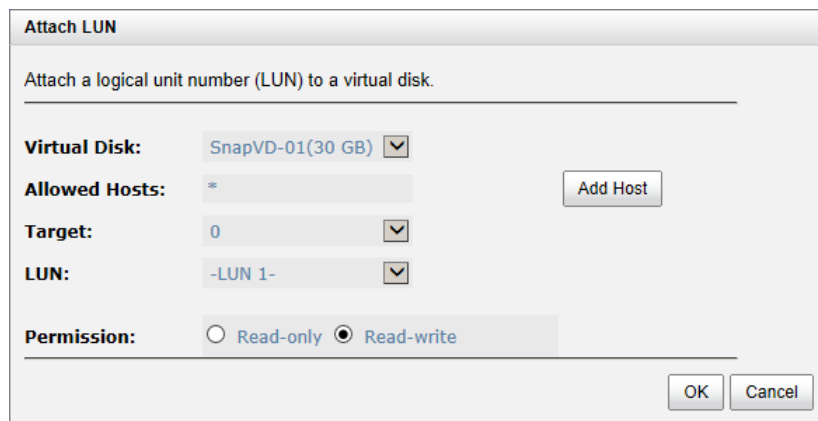 Attach LUN
Attach a logical unit number (LUN) to a virtual disk.
Virtual Disk: SnapVD-01(30 GB)
Allowed Hosts: * Add Host
Target: 0
LUN: -LUN 1-
Permission: Read-only Read-write
OK Cancel